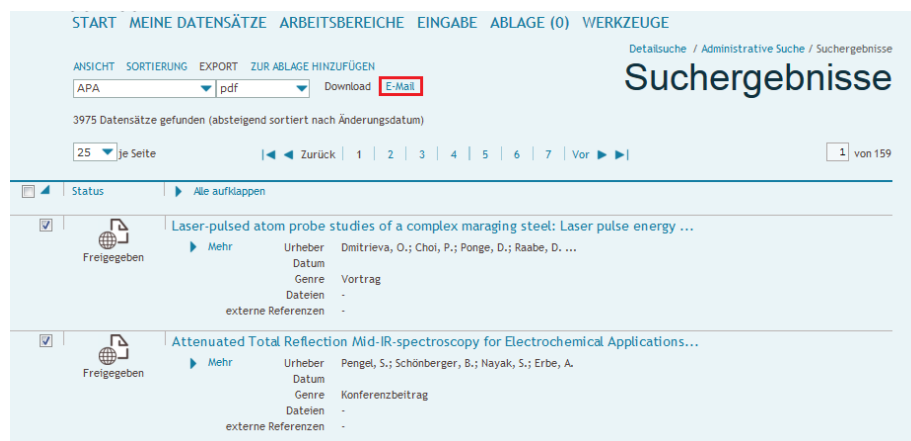 START MEINE DATENSÄTZE ARBEITSBEREICHE EINGABE ABLAGE (0) WERKZEUGE
Detailsuche / Administrative Suche / Suchergebnisse
Suchergebnisse
ANSICHT SORTIERUNG EXPORT ZUR ABLAGE HINZUFÜGEN
APA pdf Download E-Mail
3975 Datensätze gefunden (absteigend sortiert nach Änderungsdatum)
25 je Seite Zurück 1 2 3 4 5 6 7 Vor 1 von 159
Status Alle aufklappen
Laser-pulsed atom probe studies of a complex maraging steel: Laser pulse energy ...
Freigegeben
Mehr Urheber Dmitrieva, O.; Choi, P.; Ponge, D.; Raabe, D. ...
Datum
Genre Vortrag
Dateien -
externe Referenzen -
Attenuated Total Reflection Mid-IR-spectroscopy for Electrochemical Applications...
Freigegeben
Mehr Urheber Pengel, S.; Schönberger, B.; Nayak, S.; Erbe, A.
Datum
Genre Konferenzbeitrag
Dateien -
externe Referenzen -